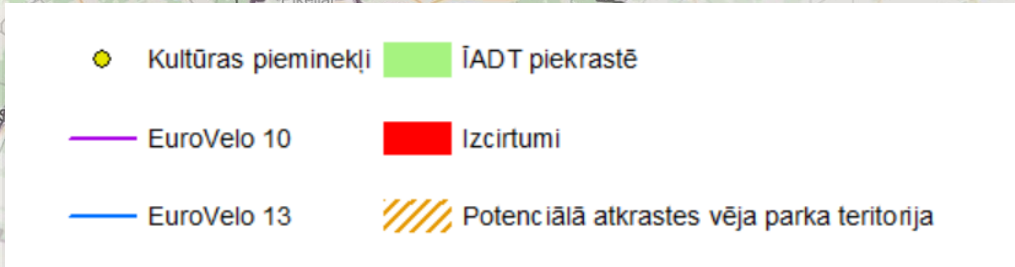 Kultūras pieminekļi
ĪADT piekrastē
EuroVelo 10
Izcirtumi
EuroVelo 13
Potenciālā atkrastes vēja parka teritorija